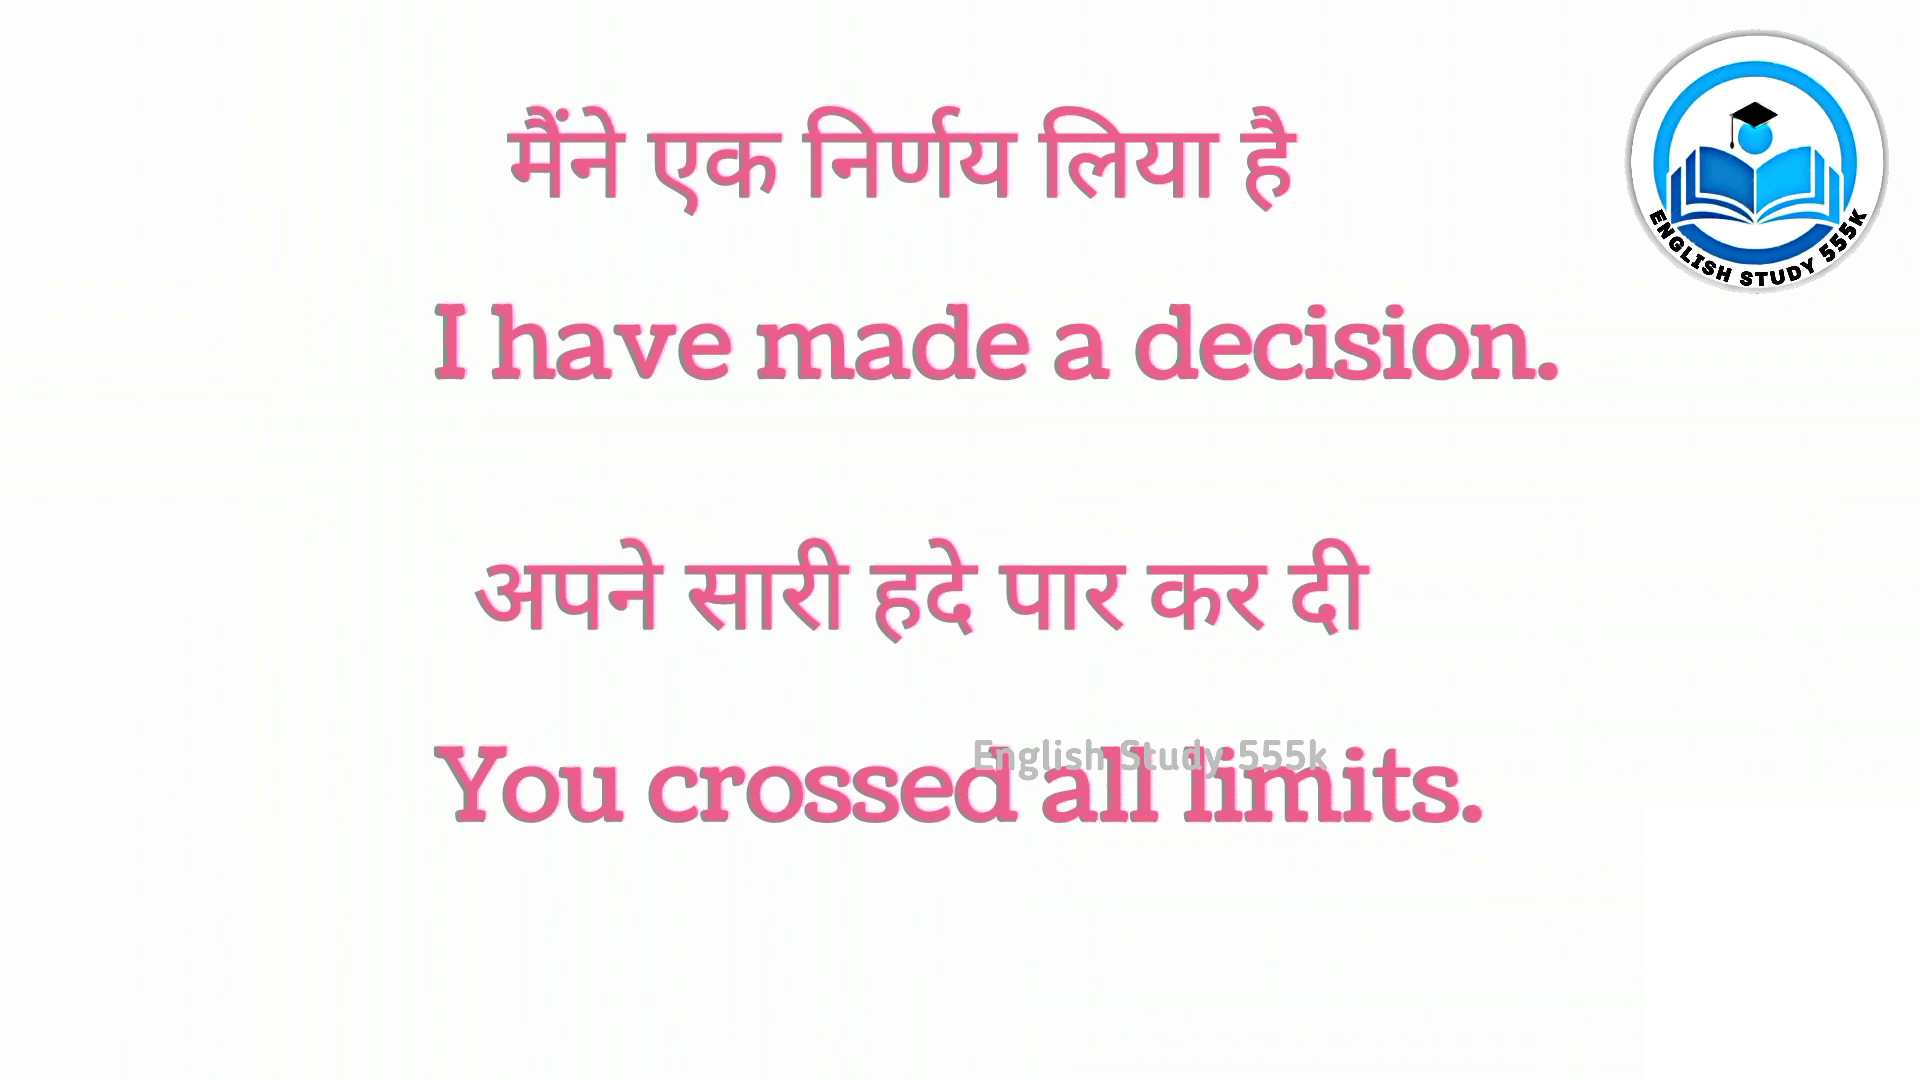 मैंने एक निर्णय लिया है
I have made a decision.
अपने सारी हदे पार कर दी
You crossed all limits.
English Study 555k
ENGLISH STUDY 555K